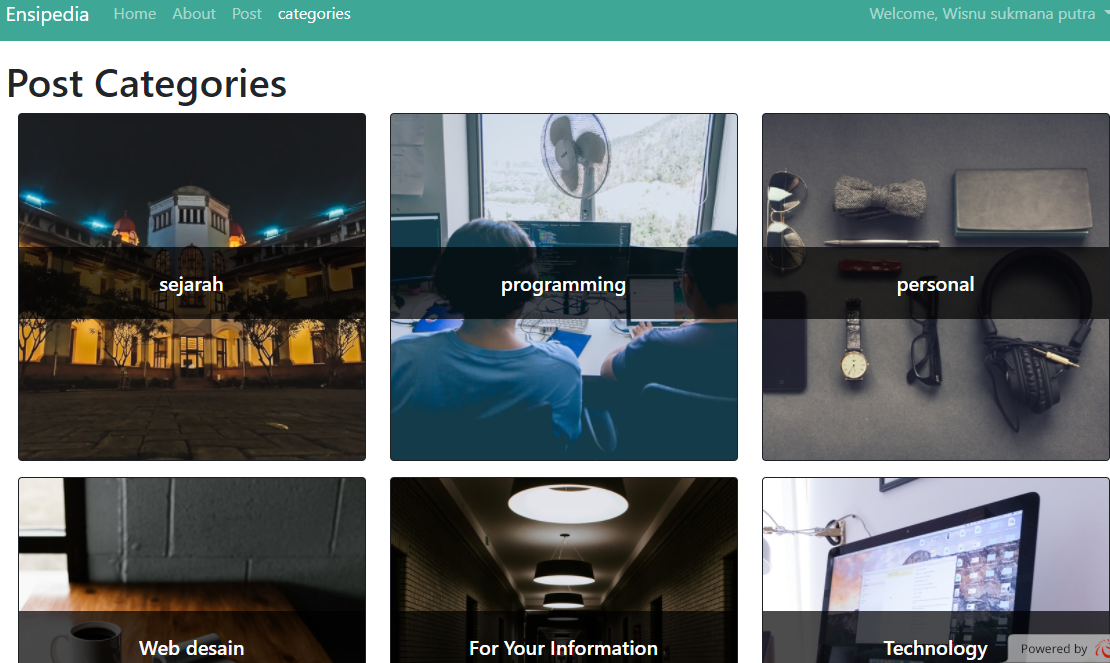 Ensipedia Home About Post categories Welcome, Wisnu sukmana putra
Post Categories
sejarah programming personal
Web desain For Your Information Technology
Powered by